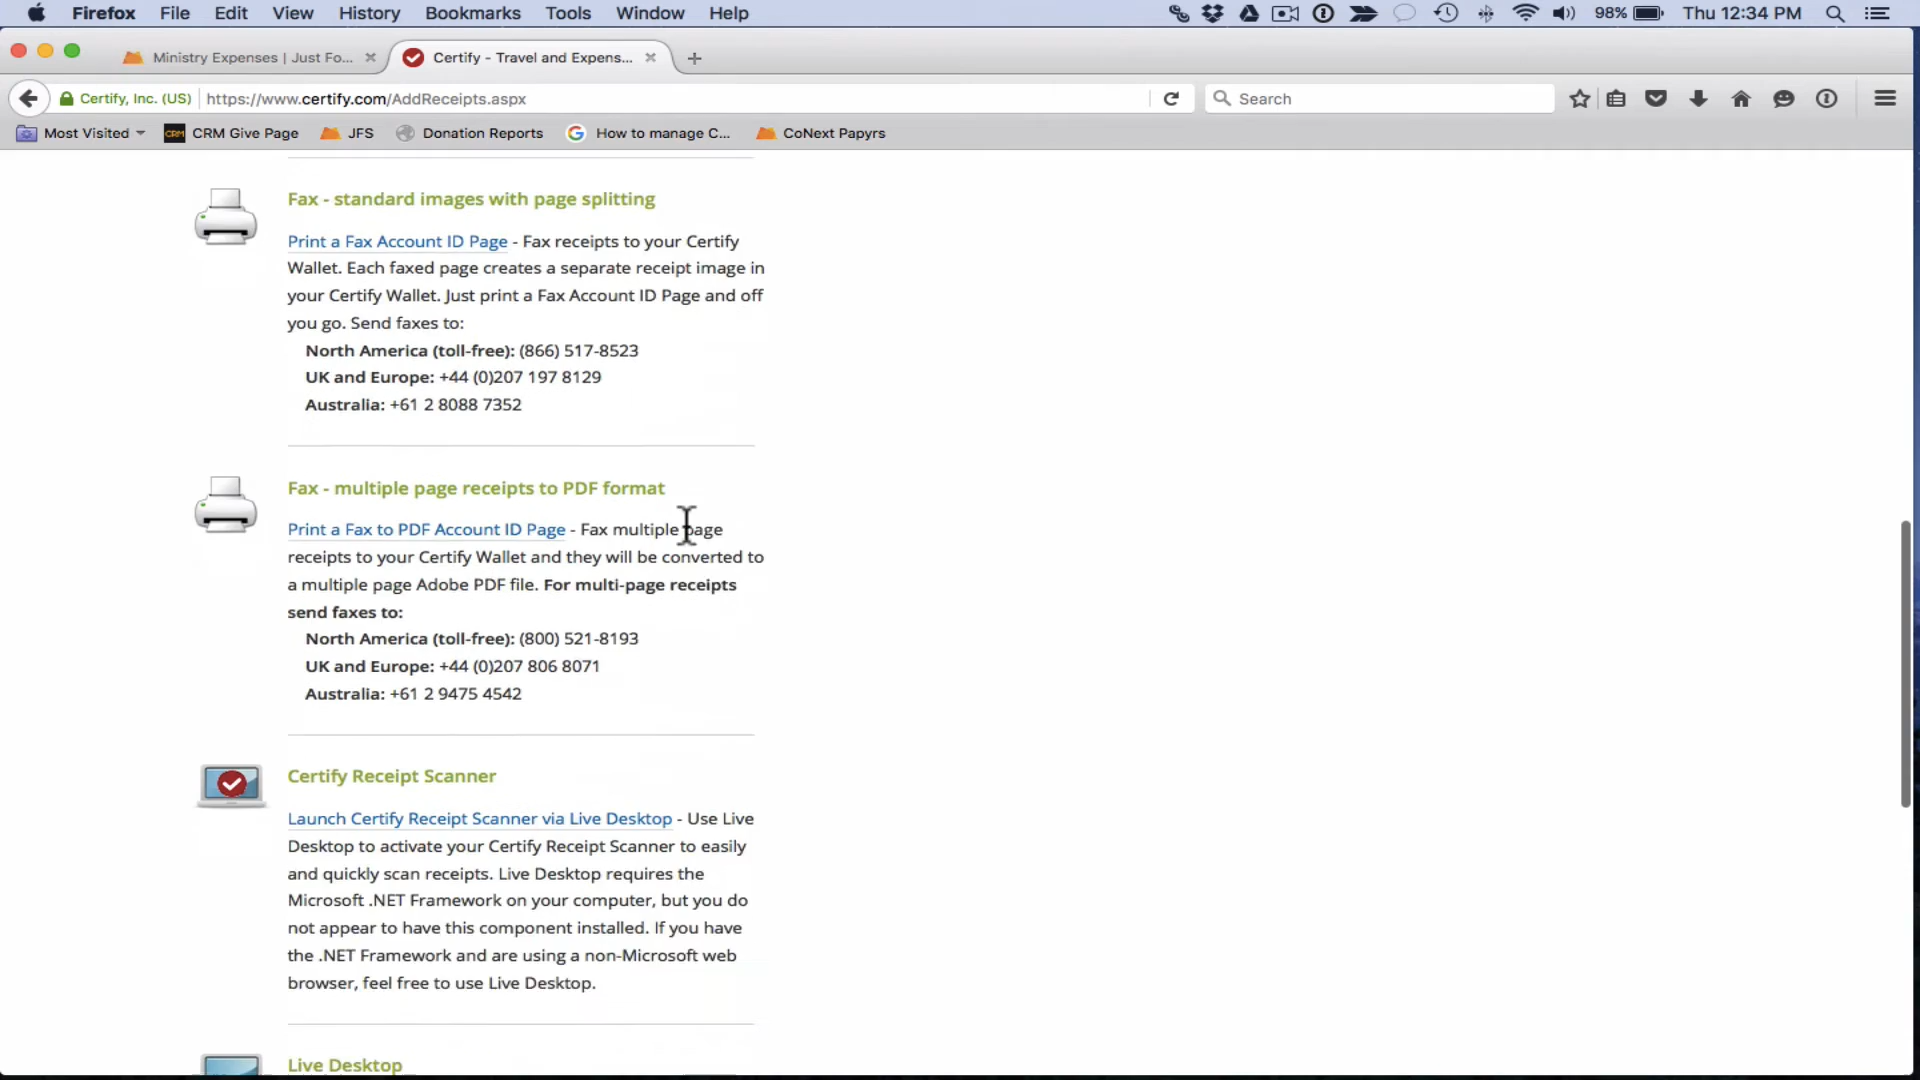 Firefox File Edit View History Bookmarks Tools Window Help 98% Thu 12:34 PM
Ministry Expenses | Just Fo... Certify - Travel and Expens...
Certify, Inc. (US) https://www.certify.com/AddReceipts.aspx Search
Most Visited CRM CRM Give Page JFS Donation Reports G How to manage C... CoNext Papyrs
Fax - standard images with page splitting
Print a Fax Account ID Page - Fax receipts to your Certify
Wallet. Each faxed page creates a separate receipt image in
your Certify Wallet. Just print a Fax Account ID Page and off
you go. Send faxes to:
North America (toll-free): (866) 517-8523
UK and Europe: +44 (0)207 197 8129
Australia: +61 2 8088 7352
Fax - multiple page receipts to PDF format
Print a Fax to PDF Account ID Page - Fax multiple page
receipts to your Certify Wallet and they will be converted to
a multiple page Adobe PDF file. For multi-page receipts
send faxes to:
North America (toll-free): (800) 521-8193
UK and Europe: +44 (0)207 806 8071
Australia: +61 2 9475 4542
Certify Receipt Scanner
Launch Certify Receipt Scanner via Live Desktop - Use Live
Desktop to activate your Certify Receipt Scanner to easily
and quickly scan receipts. Live Desktop requires the
Microsoft .NET Framework on your computer, but you do
not appear to have this component installed. If you have
the .NET Framework and are using a non-Microsoft web
browser, feel free to use Live Desktop.
Live Desktop